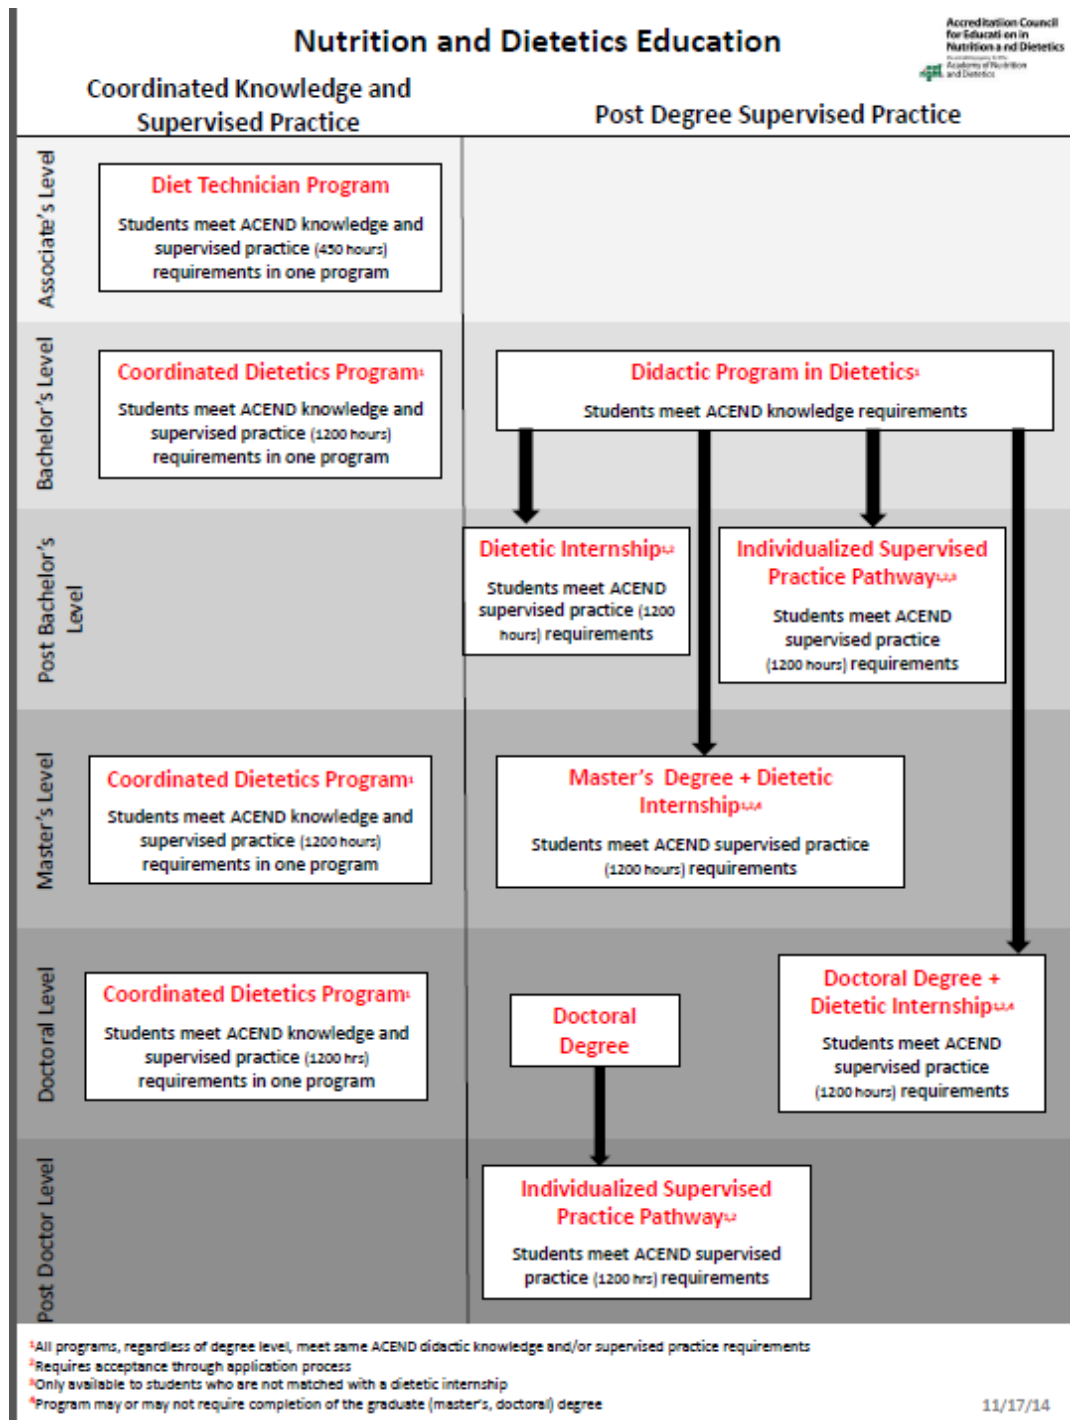 Nutrition and Dietetics Education
Accreditation Council
for Education in
Nutrition and Dietetics
Academy of Nutrition
and Dietetics
Coordinated Knowledge and
Supervised Practice
Post Degree Supervised Practice
Associate's Level
Diet Technician Program
Students meet ACEND knowledge and
supervised practice (450 hours)
requirements in one program
Bachelor's Level
Coordinated Dietetics Program¹
Students meet ACEND knowledge and
supervised practice (1200 hours)
requirements in one program
Didactic Program in Dietetics¹
Students meet ACEND knowledge requirements
Post Bachelor's
Level
Dietetic Internship¹,²
Students meet ACEND
supervised practice (1200
hours) requirements
Individualized Supervised
Practice Pathway¹,²,³
Students meet ACEND
supervised practice
(1200 hours) requirements
Master's Level
Coordinated Dietetics Program¹
Students meet ACEND knowledge and
supervised practice (1200 hours)
requirements in one program
Master's Degree + Dietetic
Internship¹,²,⁴
Students meet ACEND supervised practice
(1200 hours) requirements
Doctoral Level
Coordinated Dietetics Program¹
Students meet ACEND knowledge and
supervised practice (1200 hrs)
requirements in one program
Doctoral
Degree
Doctoral Degree +
Dietetic Internship¹,²,⁴
Students meet ACEND
supervised practice
(1200 hours) requirements
Post Doctor Level
Individualized Supervised
Practice Pathway¹,²
Students meet ACEND supervised
practice (1200 hrs) requirements
¹All programs, regardless of degree level, meet same ACEND didactic knowledge and/or supervised practice requirements
²Requires acceptance through application process
³Only available to students who are not matched with a dietetic internship
⁴Program may or may not require completion of the graduate (master's, doctoral) degree
11/17/14